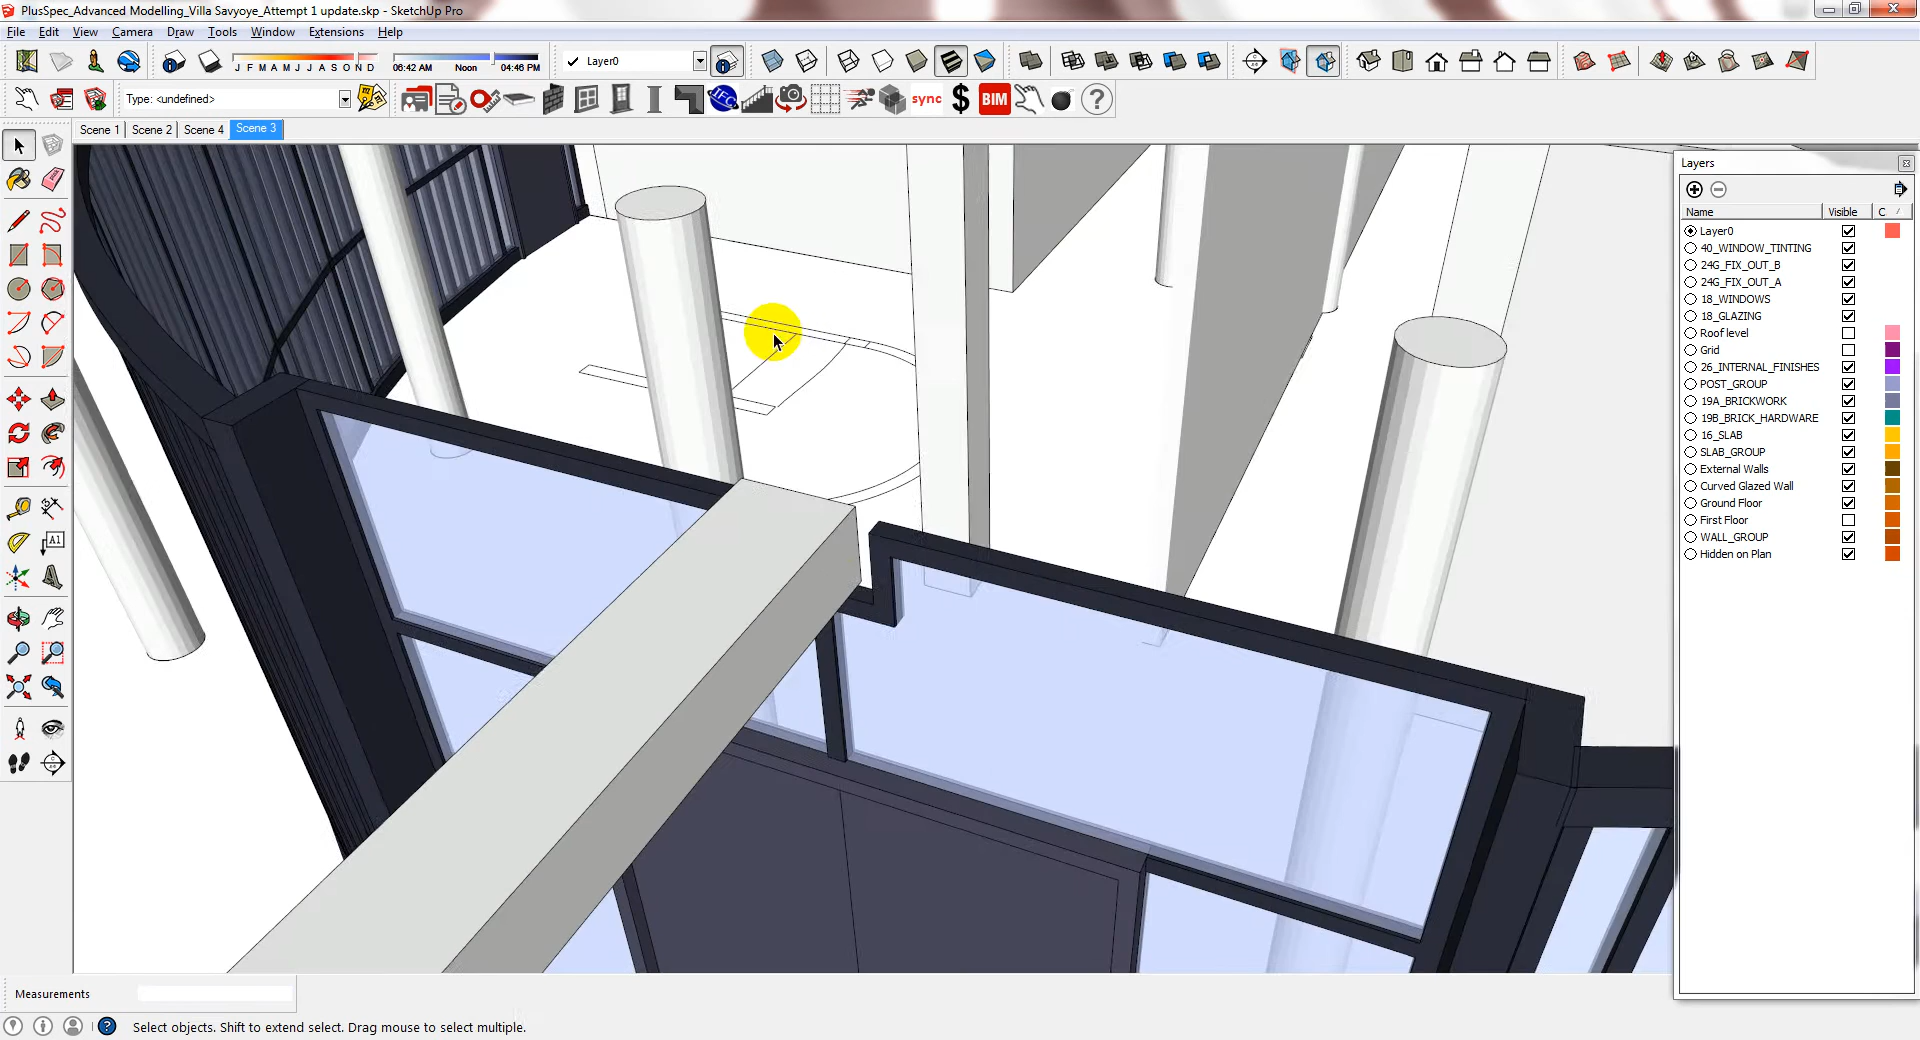 PlusSpec_Advanced Modelling_Villa Savyoye_Attempt 1 update.skp - SketchUp Pro
File Edit View Camera Draw Tools Window Extensions Help
J F M A M J J A S O N D 06:42 AM Noon 04:46 PM Layer0
Type: <undefined> IFC sync $ BIM ?
Scene 1 Scene 2 Scene 4 Scene 3
A1
Layers
Name Visible C
Layer0
40_WINDOW_TINTING
24G_FIX_OUT_B
24G_FIX_OUT_A
18_WINDOWS
18_GLAZING
Roof level
Grid
26_INTERNAL_FINISHES
POST_GROUP
19A_BRICKWORK
19B_BRICK_HARDWARE
16_SLAB
SLAB_GROUP
External Walls
Curved Glazed Wall
Ground Floor
First Floor
WALL_GROUP
Hidden on Plan
Measurements
Select objects. Shift to extend select. Drag mouse to select multiple.